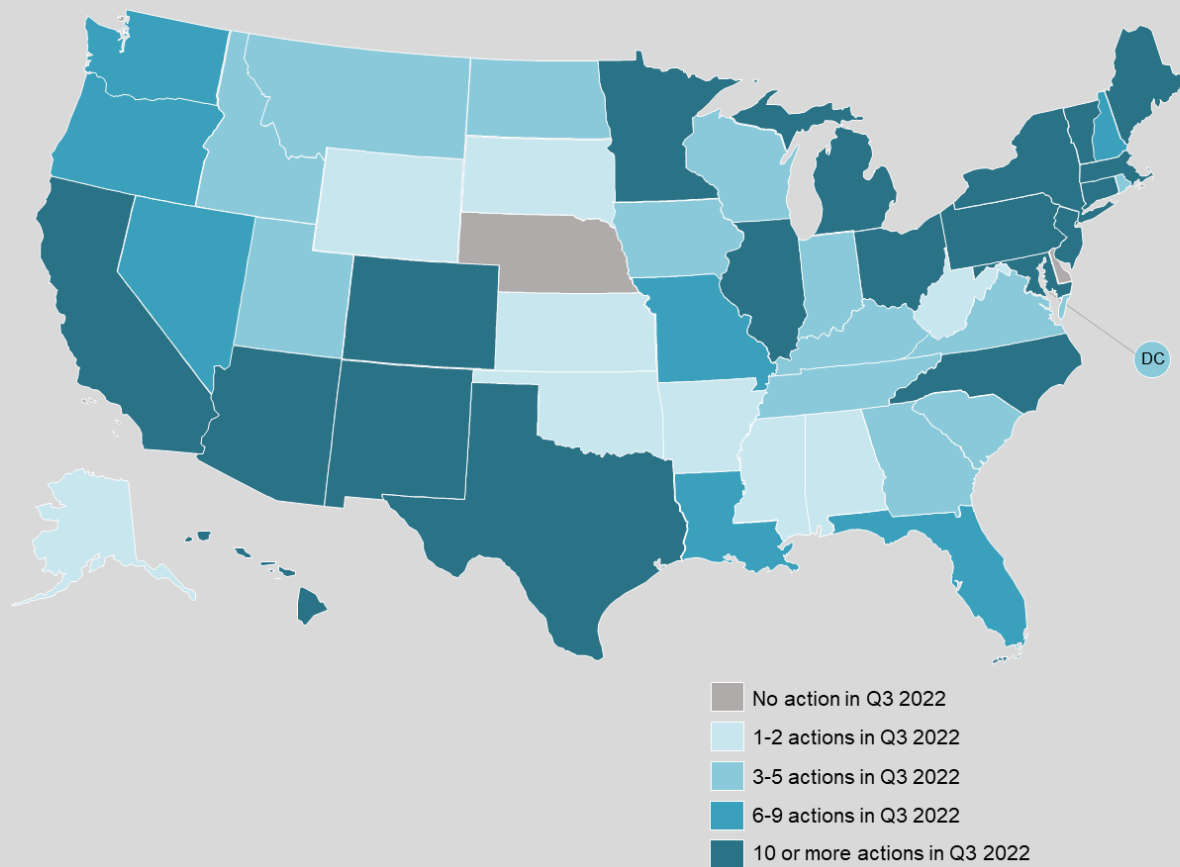 DC
No action in Q3 2022
1-2 actions in Q3 2022
3-5 actions in Q3 2022
6-9 actions in Q3 2022
10 or more actions in Q3 2022